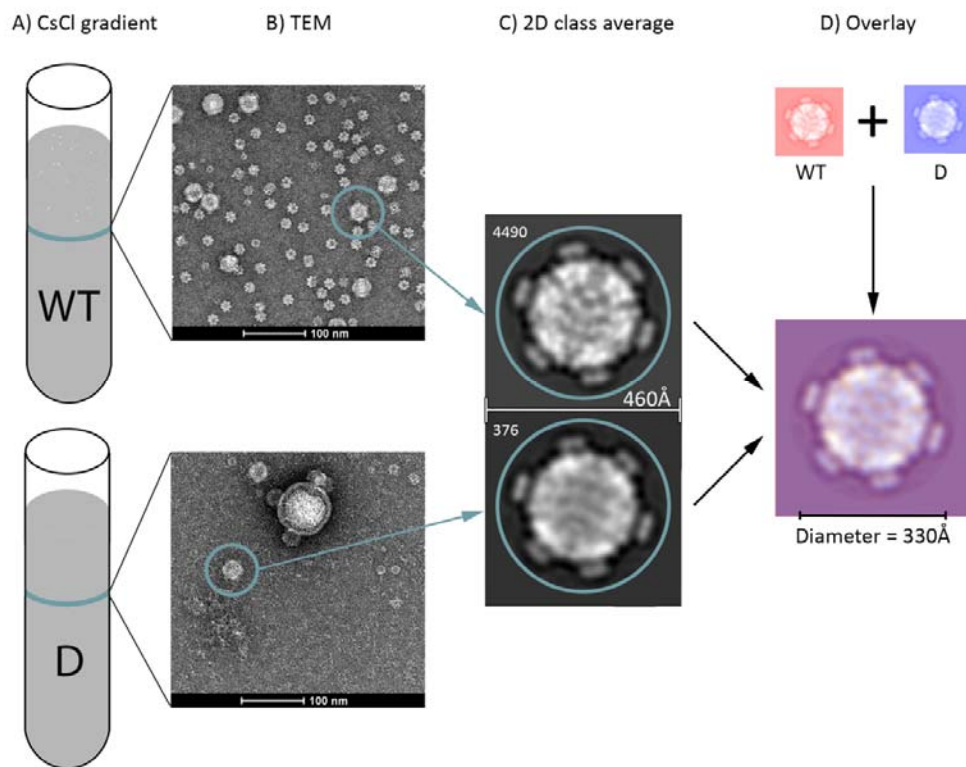 A) CsCl gradient
B) TEM
C) 2D class average
D) Overlay
WT
100 nm
4490
460Å
376
WT
+
D
Diameter = 330Å
D
100 nm